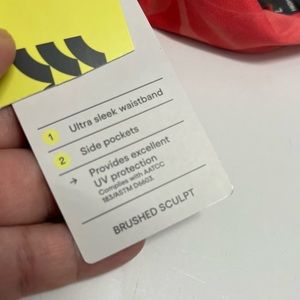 1 Ultra sleek waistband
2 Side pockets
→ Provides excellent
UV protection
Complies with AATCC
183/ASTM D6603.
BRUSHED SCULPT